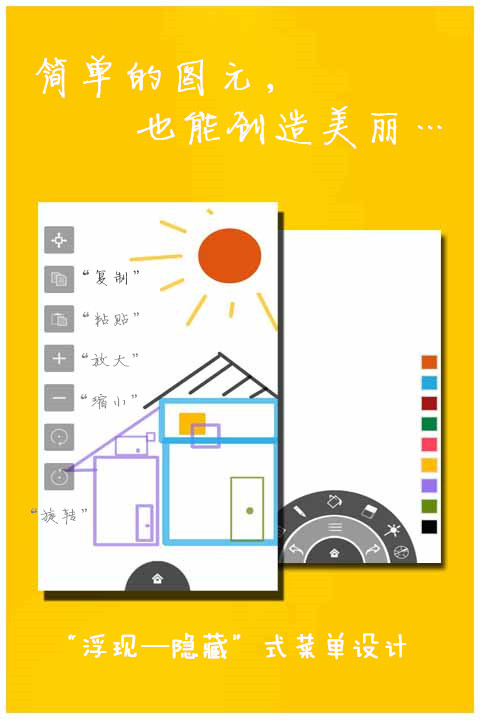 简单的图元，
也能创造美丽…
“复制”
“粘贴”
“放大”
“缩小”
“旋转”
“浮现—隐藏”式菜单设计